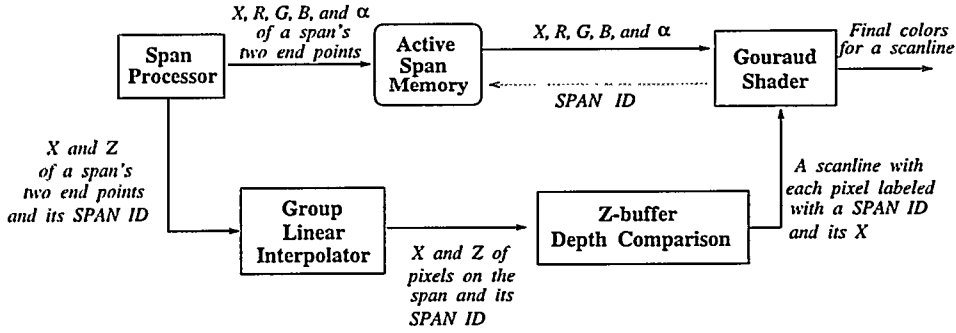 X, R, G, B, and α
of a span's
two end points
Span
Processor
Active
Span
Memory
X, R, G, B, and α
SPAN ID
Gouraud
Shader
Final colors
for a scanline
X and Z
of a span's
two end points
and its SPAN ID
Group
Linear
Interpolator
X and Z of
pixels on the
span and its
SPAN ID
Z-buffer
Depth Comparison
A scanline with
each pixel labeled
with a SPAN ID
and its X